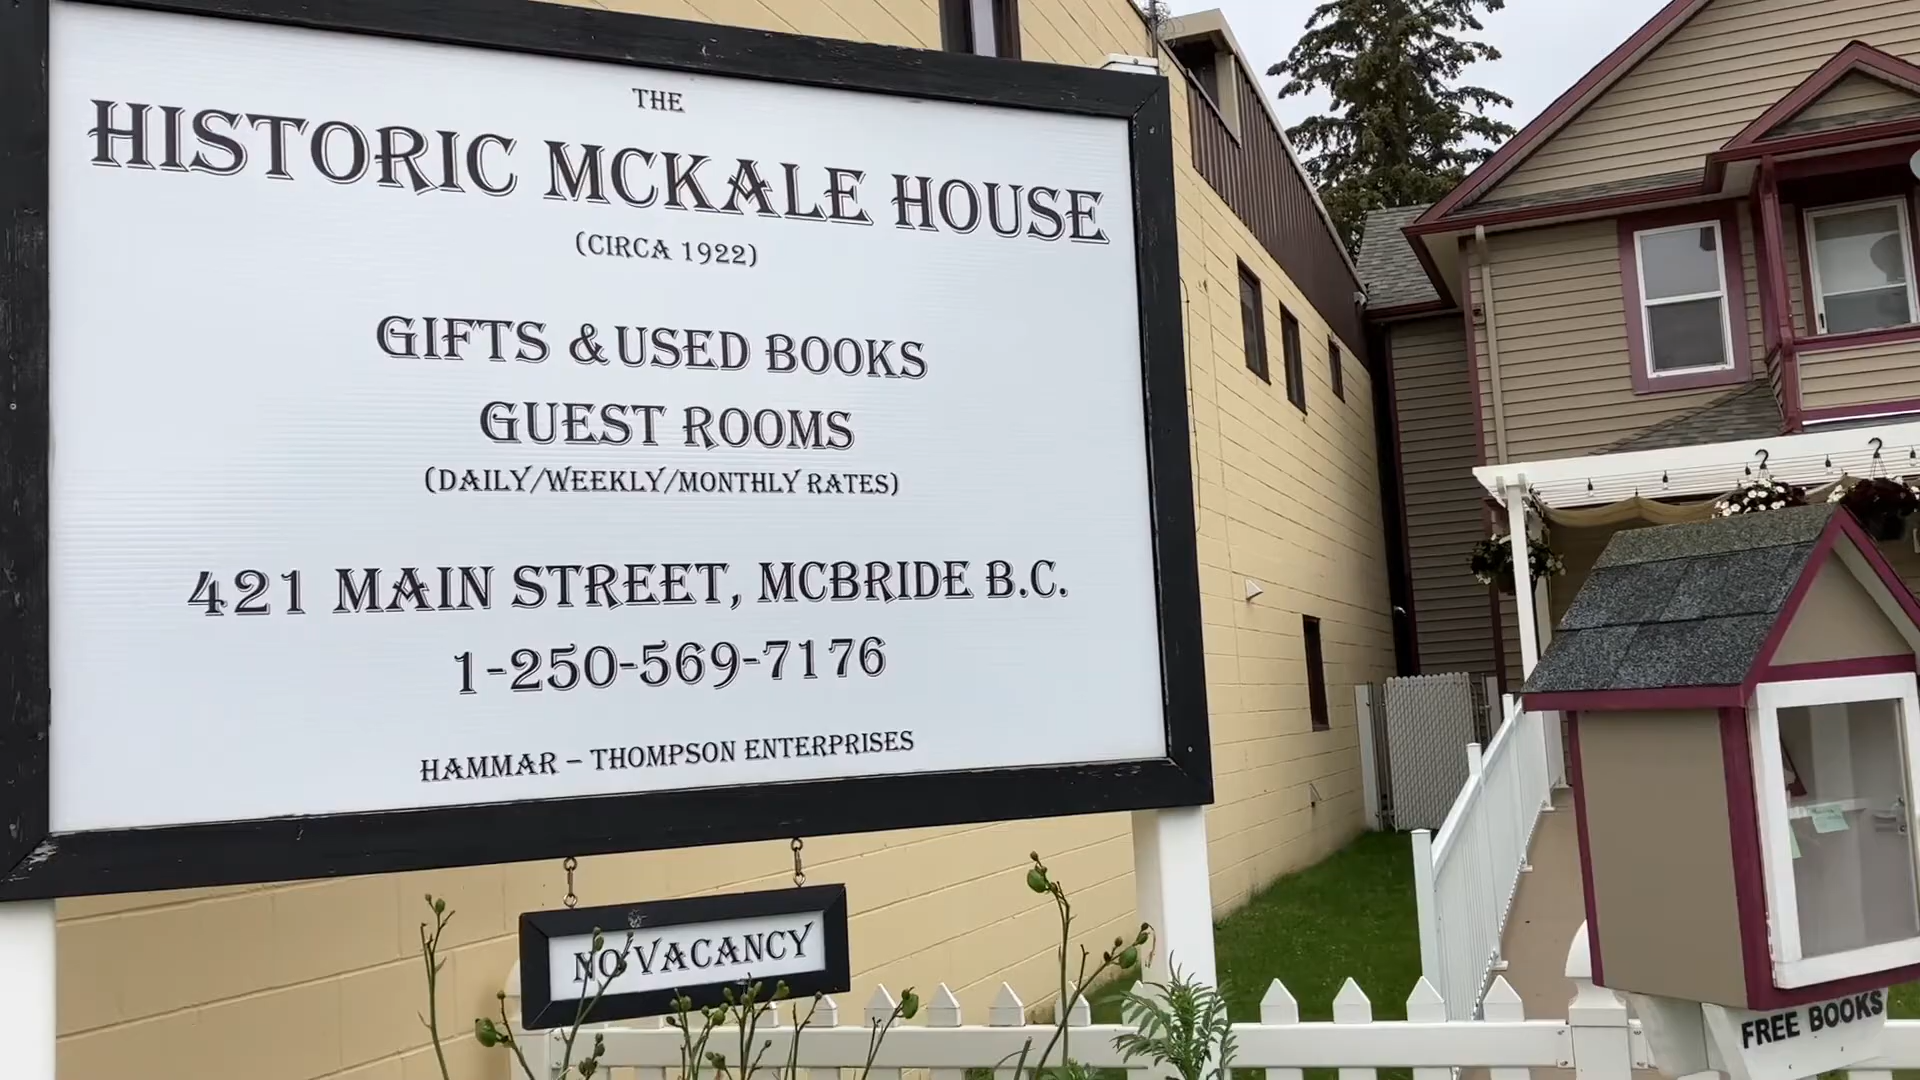 THE
HISTORIC MCKALE HOUSE
(CIRCA 1922)
GIFTS & USED BOOKS
GUEST ROOMS
(DAILY/WEEKLY/MONTHLY RATES)
421 MAIN STREET, MCBRIDE B.C.
1-250-569-7176
HAMMAR – THOMPSON ENTERPRISES
NO VACANCY
FREE BOOKS